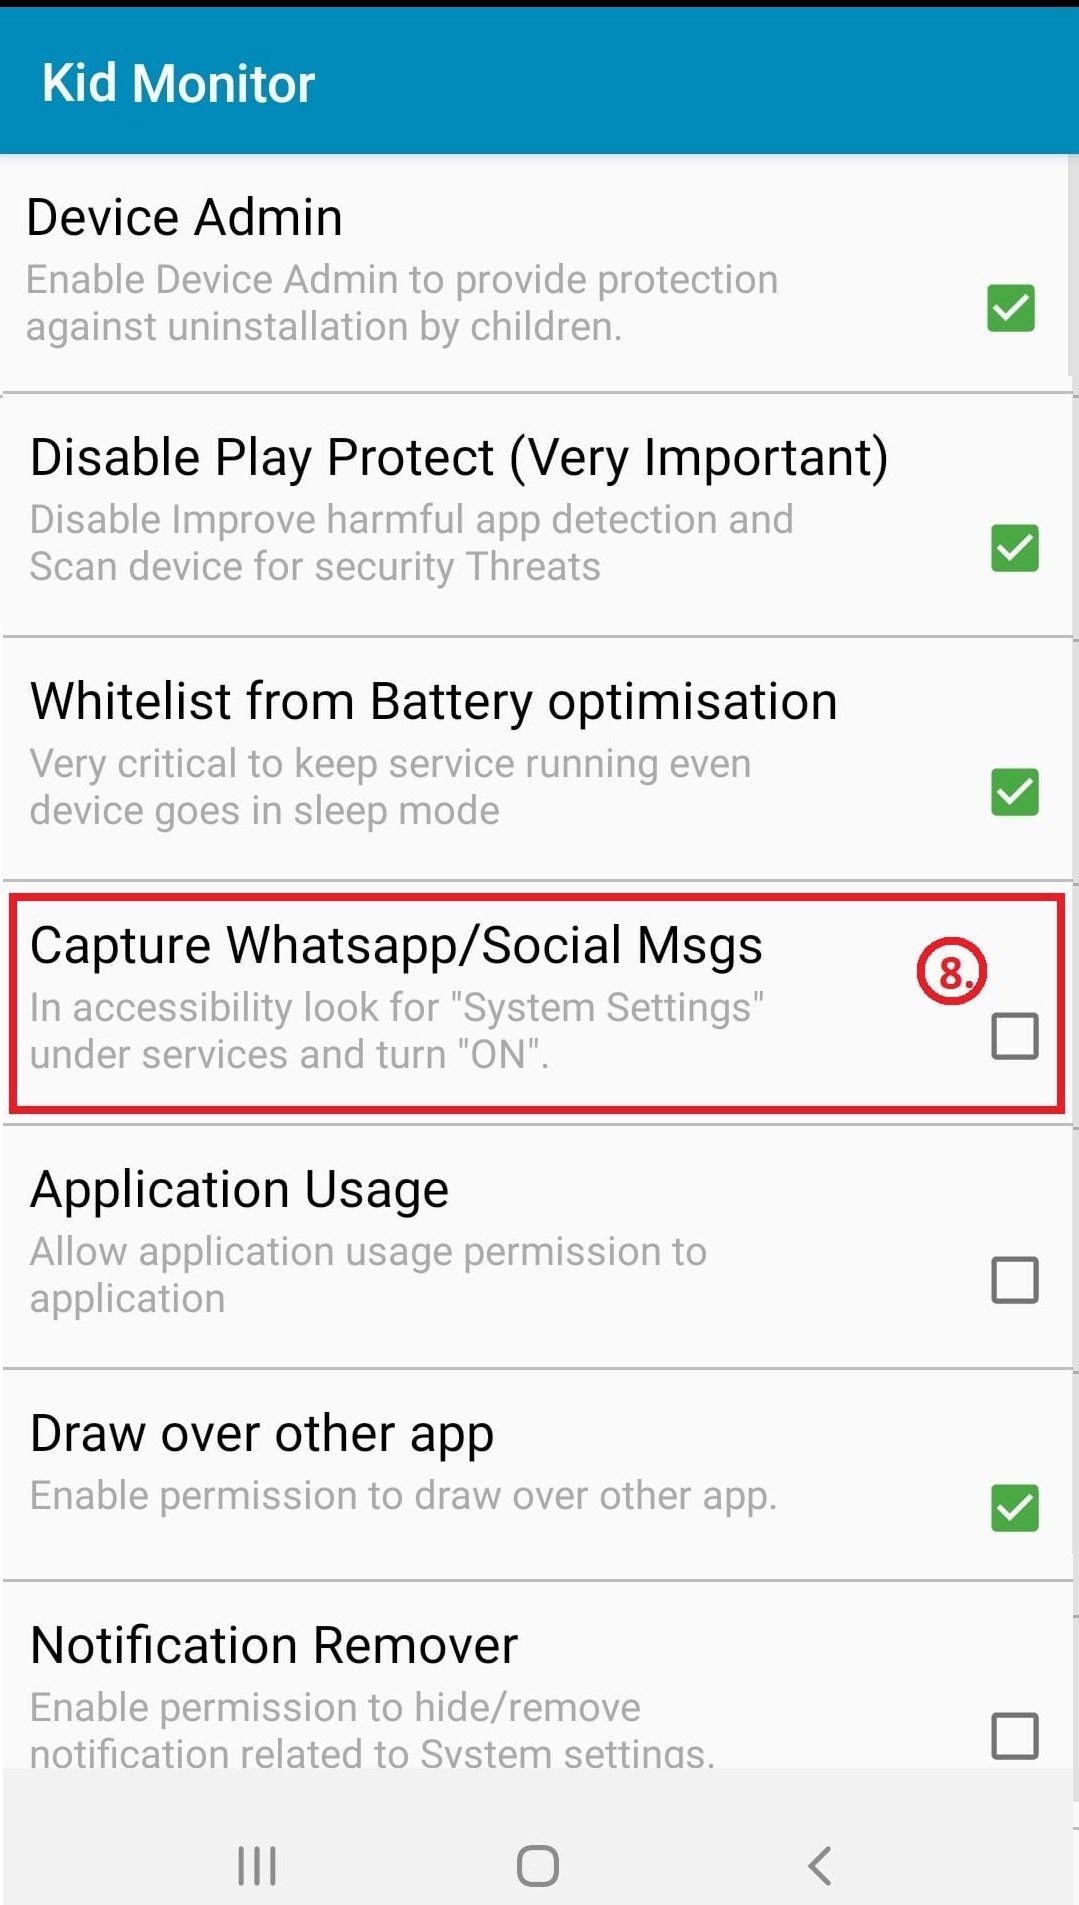 Kid Monitor
Device Admin
Enable Device Admin to provide protection
against uninstallation by children.
Disable Play Protect (Very Important)
Disable Improve harmful app detection and
Scan device for security Threats
Whitelist from Battery optimisation
Very critical to keep service running even
device goes in sleep mode
Capture Whatsapp/Social Msgs
8.
In accessibility look for "System Settings"
under services and turn "ON".
Application Usage
Allow application usage permission to
application
Draw over other app
Enable permission to draw over other app.
Notification Remover
Enable permission to hide/remove
notification related to System settings.